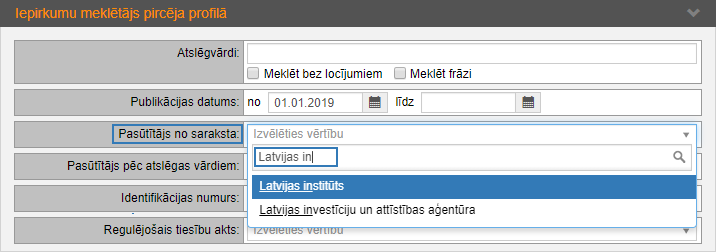 Iepirkumu meklētājs pircēja profilā
Atslēgvārdi:
Meklēt bez locījumiem Meklēt frāzi
Publikācijas datums: no 01.01.2019 līdz
Pasūtītājs no saraksta: Izvēlēties vērtību
Latvijas in
Pasūtītājs pēc atslēgas vārdiem:
Latvijas institūts
Identifikācijas numurs:
Latvijas investīciju un attīstības aģentūra
Regulējošais tiesību akts: Izvēlēties vērtību